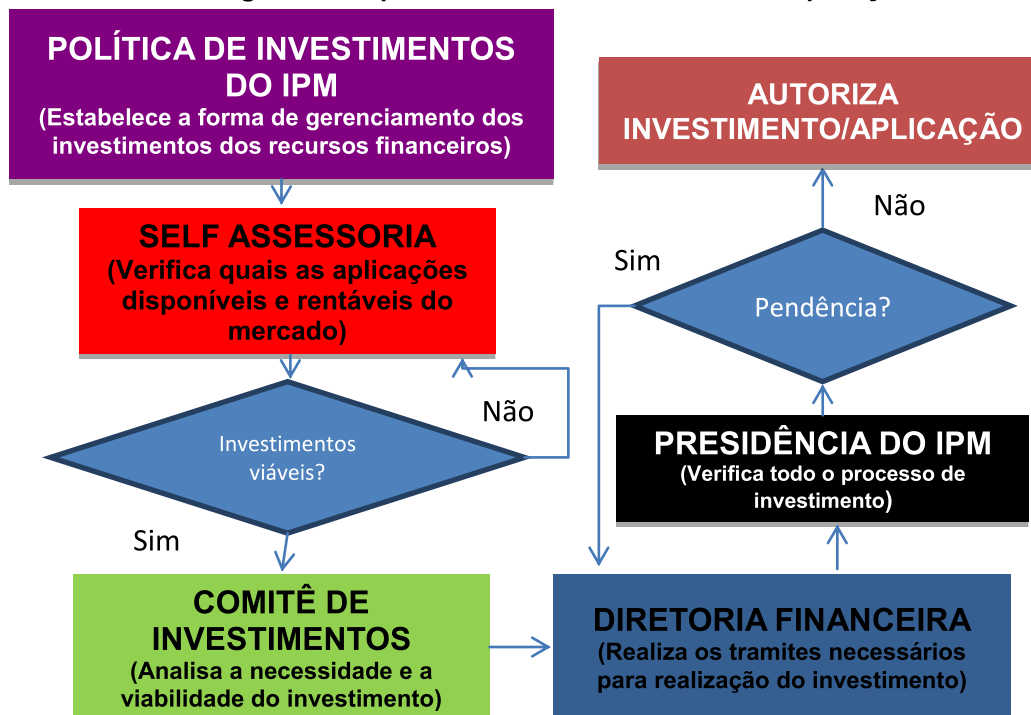 POLÍTICA DE INVESTIMENTOS
DO IPM
(Estabelece a forma de gerenciamento dos
investimentos dos recursos financeiros)
SELF ASSESSORIA
(Verifica quais as aplicações
disponíveis e rentáveis do
mercado)
Investimentos
viáveis?
Não
Sim
COMITÊ DE
INVESTIMENTOS
(Analisa a necessidade e a
viabilidade do investimento)
DIRETORIA FINANCEIRA
(Realiza os tramites necessários
para realização do investimento)
PRESIDÊNCIA DO IPM
(Verifica todo o processo de
investimento)
Pendência?
Sim
Não
AUTORIZA
INVESTIMENTO/APLICAÇÃO